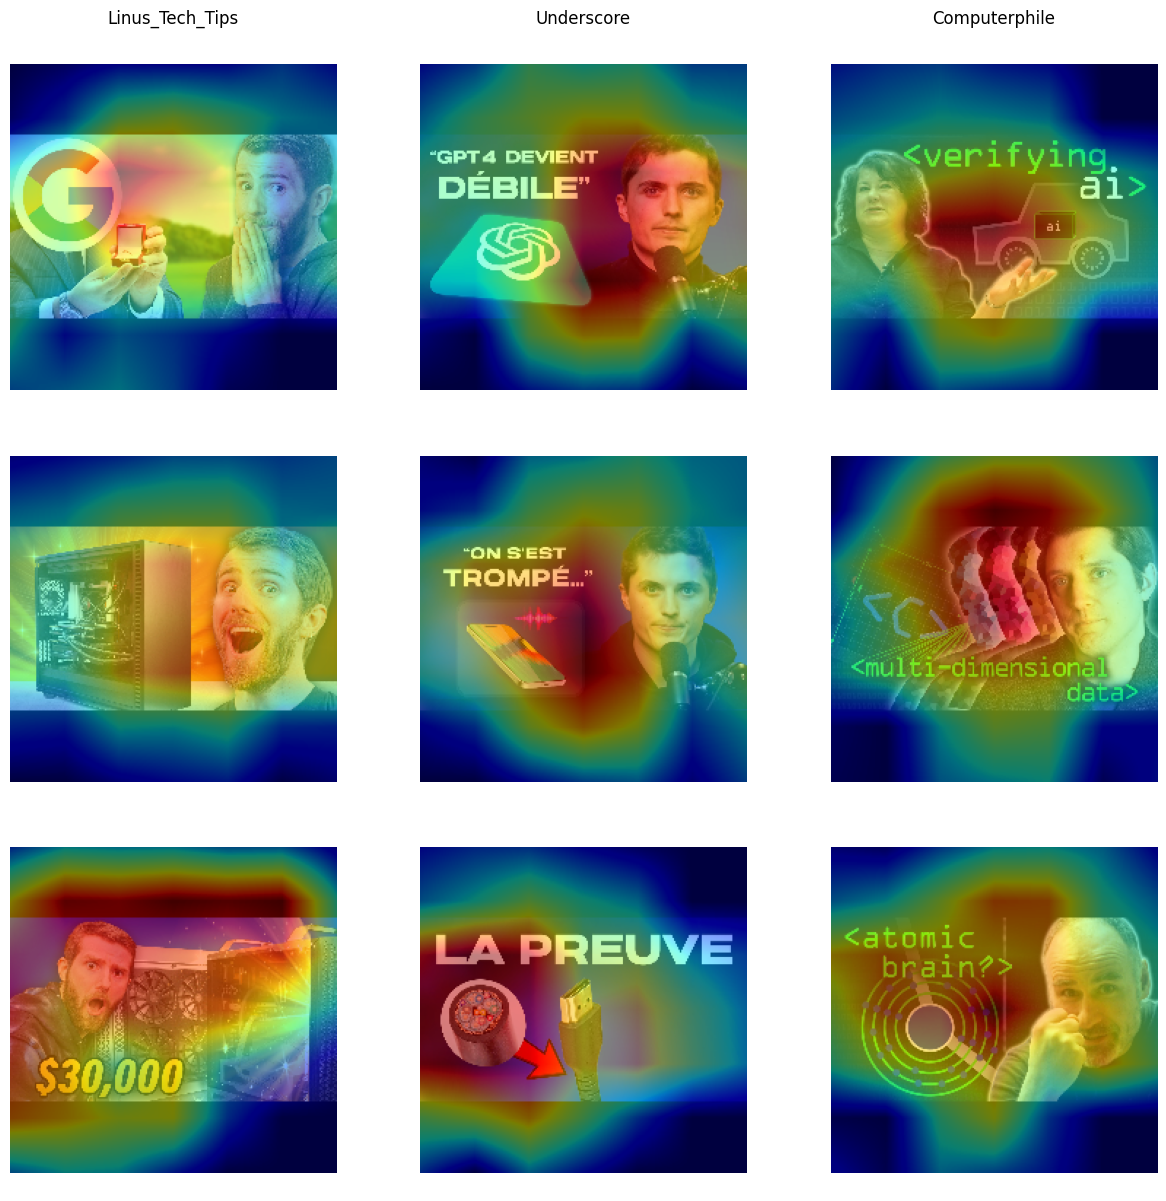 Linus_Tech_Tips
Underscore
Computerphile
G
"GPT4 DEVIENT
DÉBILE"
<verifying
ai>
ai
"ON S'EST
TROMPÉ..."
<C>
<multi-dimensional
data>
$30,000
LA PREUVE
<atomic
brain?>